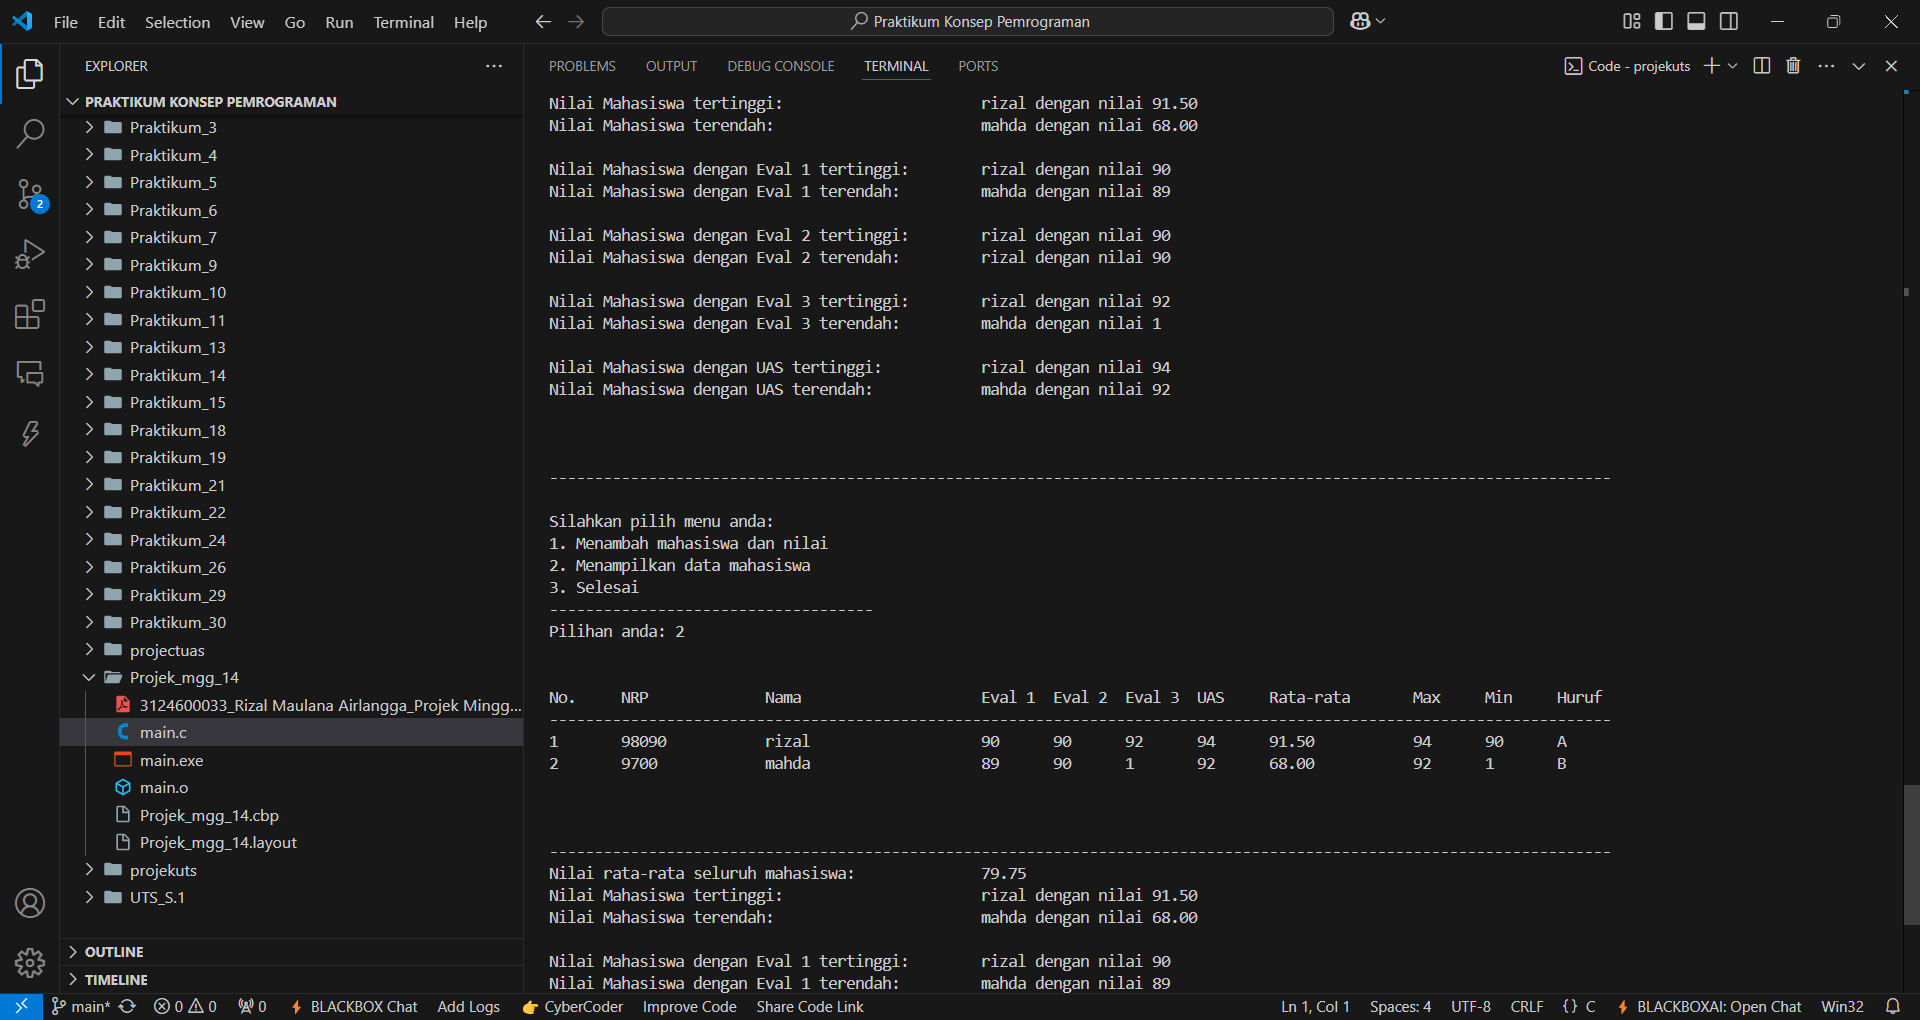 File Edit Selection View Go Run Terminal Help
Praktikum Konsep Pemrograman
EXPLORER
PRAKTIKUM KONSEP PEMROGRAMAN
Praktikum_3
Praktikum_4
Praktikum_5
Praktikum_6
Praktikum_7
Praktikum_9
Praktikum_10
Praktikum_11
Praktikum_13
Praktikum_14
Praktikum_15
Praktikum_18
Praktikum_19
Praktikum_21
Praktikum_22
Praktikum_24
Praktikum_26
Praktikum_29
Praktikum_30
projectuas
Projek_mgg_14
3124600033_Rizal Maulana Airlangga_Projek Mingg...
main.c
main.exe
main.o
Projek_mgg_14.cbp
Projek_mgg_14.layout
projekuts
UTS_S.1
OUTLINE
TIMELINE
2
PROBLEMS OUTPUT DEBUG CONSOLE TERMINAL PORTS
Code - projekuts
Nilai Mahasiswa tertinggi: rizal dengan nilai 91.50
Nilai Mahasiswa terendah: mahda dengan nilai 68.00
Nilai Mahasiswa dengan Eval 1 tertinggi: rizal dengan nilai 90
Nilai Mahasiswa dengan Eval 1 terendah: mahda dengan nilai 89
Nilai Mahasiswa dengan Eval 2 tertinggi: rizal dengan nilai 90
Nilai Mahasiswa dengan Eval 2 terendah: rizal dengan nilai 90
Nilai Mahasiswa dengan Eval 3 tertinggi: rizal dengan nilai 92
Nilai Mahasiswa dengan Eval 3 terendah: mahda dengan nilai 1
Nilai Mahasiswa dengan UAS tertinggi: rizal dengan nilai 94
Nilai Mahasiswa dengan UAS terendah: mahda dengan nilai 92
----------------------------------------------------------------------------------------------------------------------
Silahkan pilih menu anda:
1. Menambah mahasiswa dan nilai
2. Menampilkan data mahasiswa
3. Selesai
------------------------------------
Pilihan anda: 2
No. NRP Nama Eval 1 Eval 2 Eval 3 UAS Rata-rata Max Min Huruf
----------------------------------------------------------------------------------------------------------------------
1 98090 rizal 90 90 92 94 91.50 94 90 A
2 9700 mahda 89 90 1 92 68.00 92 1 B
----------------------------------------------------------------------------------------------------------------------
Nilai rata-rata seluruh mahasiswa: 79.75
Nilai Mahasiswa tertinggi: rizal dengan nilai 91.50
Nilai Mahasiswa terendah: mahda dengan nilai 68.00
Nilai Mahasiswa dengan Eval 1 tertinggi: rizal dengan nilai 90
Nilai Mahasiswa dengan Eval 1 terendah: mahda dengan nilai 89
main* 0 0 0 BLACKBOX Chat Add Logs CyberCoder Improve Code Share Code Link Ln 1, Col 1 Spaces: 4 UTF-8 CRLF {} C BLACKBOXAI: Open Chat Win32